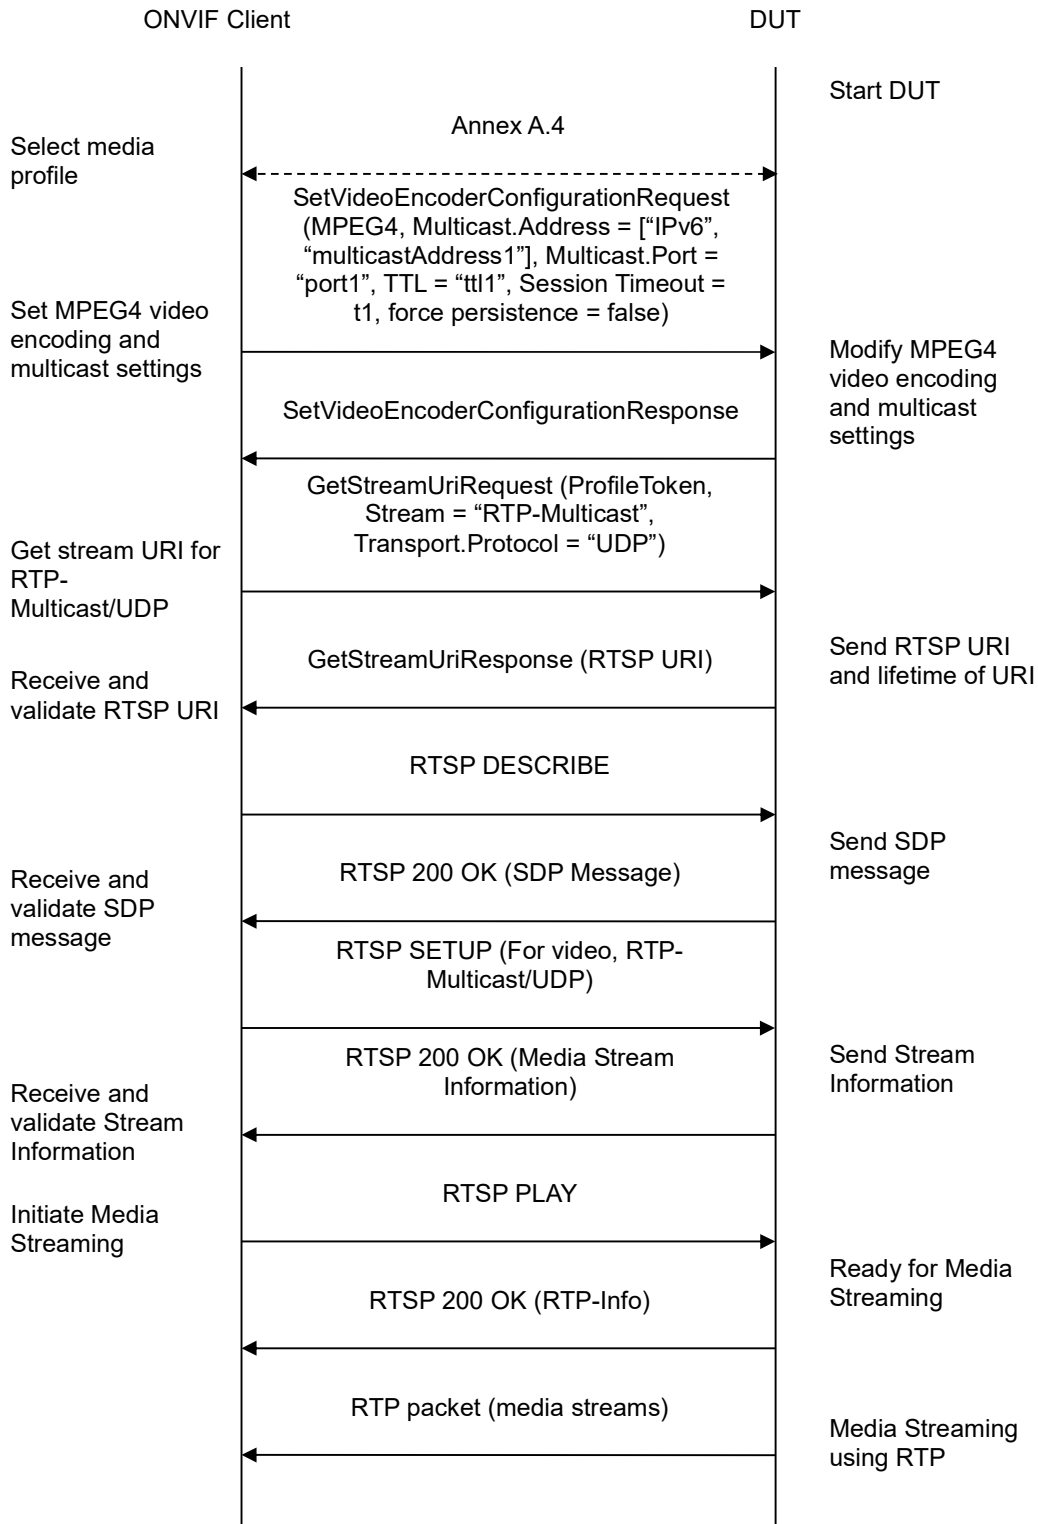 ONVIF Client
DUT
Start DUT
Annex A.4
Select media
profile
SetVideoEncoderConfigurationRequest
(MPEG4, Multicast.Address = [“IPv6”,
“multicastAddress1”], Multicast.Port =
“port1”, TTL = “ttl1”, Session Timeout =
t1, force persistence = false)
Set MPEG4 video
encoding and
multicast settings
Modify MPEG4
video encoding
and multicast
settings
SetVideoEncoderConfigurationResponse
GetStreamUriRequest (ProfileToken,
Stream = “RTP-Multicast”,
Transport.Protocol = “UDP”)
Get stream URI for
RTP-
Multicast/UDP
Send RTSP URI
and lifetime of URI
GetStreamUriResponse (RTSP URI)
Receive and
validate RTSP URI
RTSP DESCRIBE
Send SDP
message
RTSP 200 OK (SDP Message)
Receive and
validate SDP
message
RTSP SETUP (For video, RTP-
Multicast/UDP)
Send Stream
Information
RTSP 200 OK (Media Stream
Information)
Receive and
validate Stream
Information
RTSP PLAY
Initiate Media
Streaming
Ready for Media
Streaming
RTSP 200 OK (RTP-Info)
RTP packet (media streams)
Media Streaming
using RTP